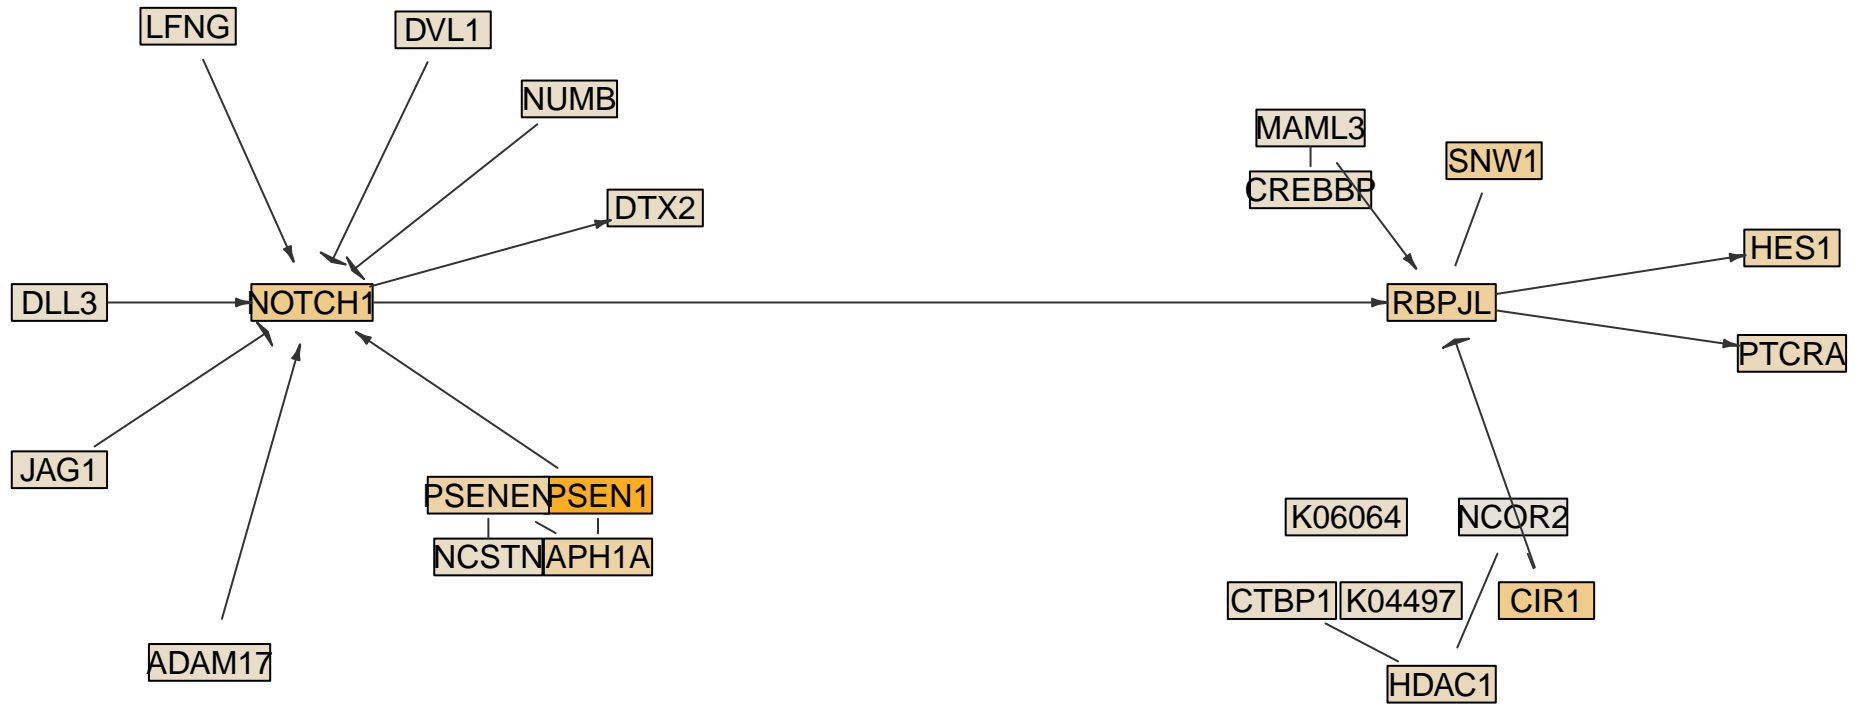 LFNG
DVL1
NUMB
MAML3
SNW1
CREBBP
DTX2
HES1
DLL3
NOTCH1
RBPJL
PTCRA
JAG1
PSENEN
PSEN1
K06064
NCOR2
NCSTN
APH1A
CTBP1
K04497
CIR1
ADAM17
HDAC1